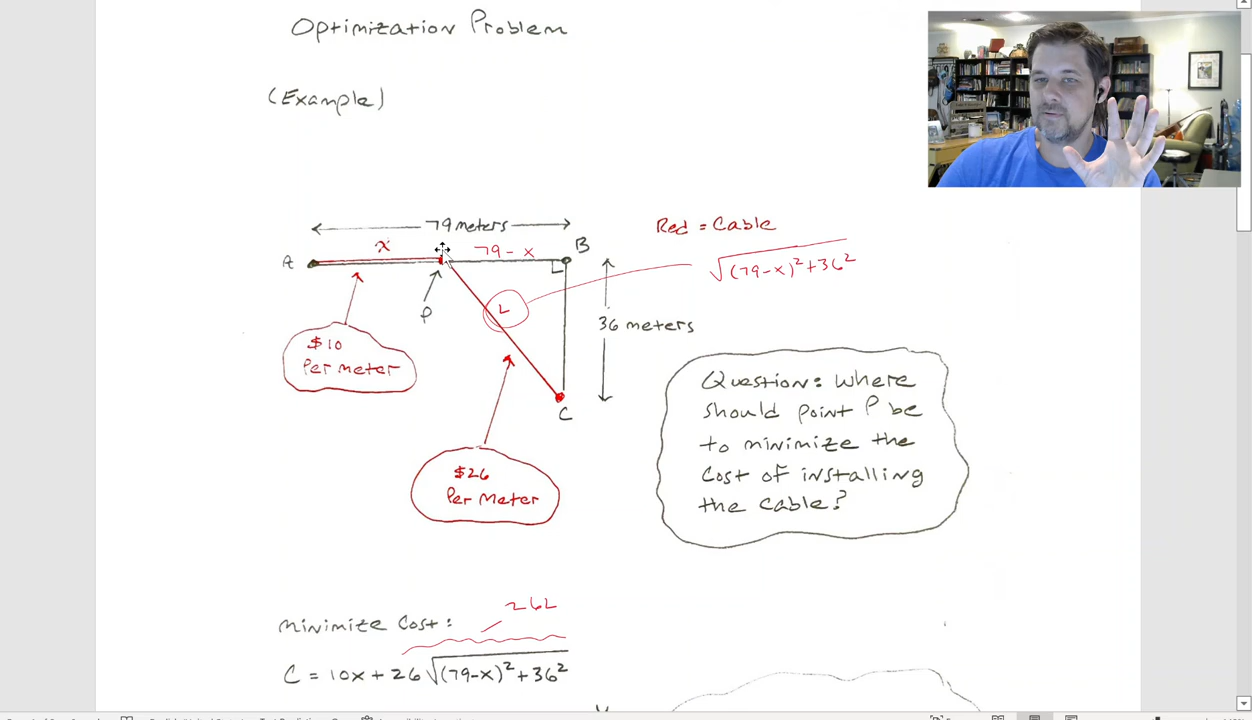 Optimization Problem
(Example)
79 meters
A
x
79 - x
B
P
L
36 meters
C
Red = Cable
√(79-x)²+36²
$10
Per meter
$26
Per Meter
Question: Where
should point P be
to minimize the
Cost of installing
the Cable?
Minimize Cost:
26L
C = 10x + 26√(79-x)²+36²